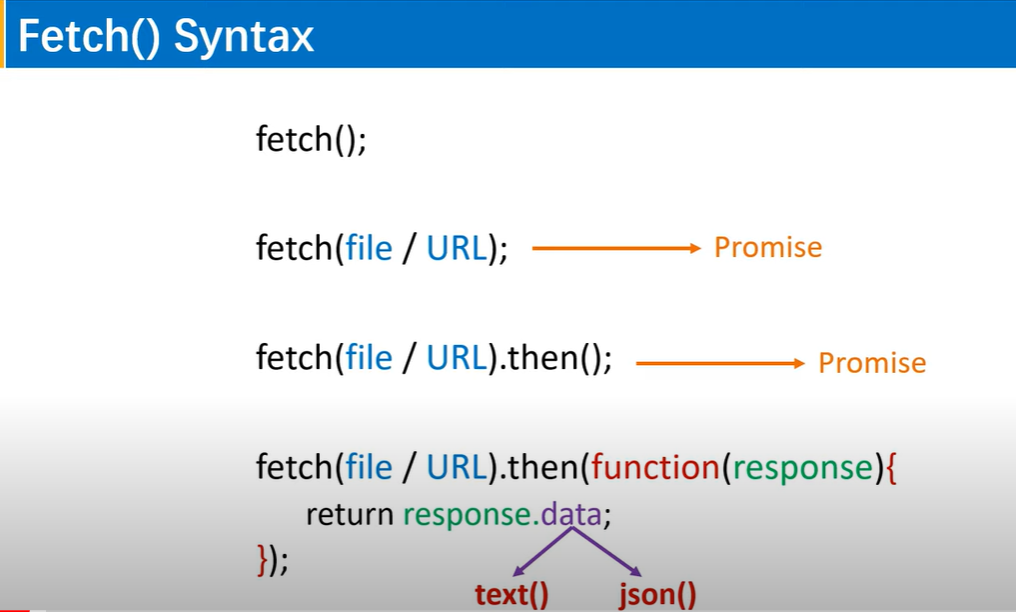 Fetch() Syntax
fetch();
fetch(file / URL); Promise
fetch(file / URL).then(); Promise
fetch(file / URL).then(function(response){
return response.data;
});
text() json()